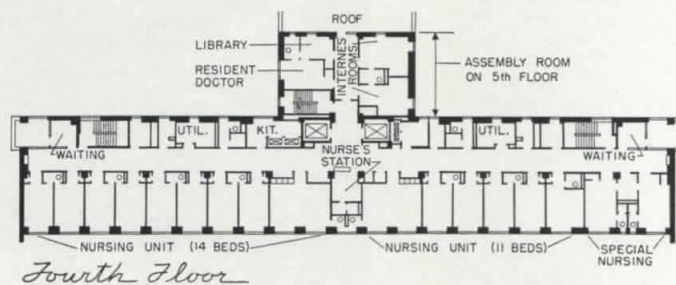 ROOF
LIBRARY
RESIDENT
DOCTOR
INTERNES
ROOMS
ASSEMBLY ROOM
ON 5th FLOOR
UTIL.
KIT.
UTIL.
WAITING
NURSE'S
STATION
WAITING
NURSING UNIT (14 BEDS)
NURSING UNIT (11 BEDS)
SPECIAL
NURSING
Fourth Floor